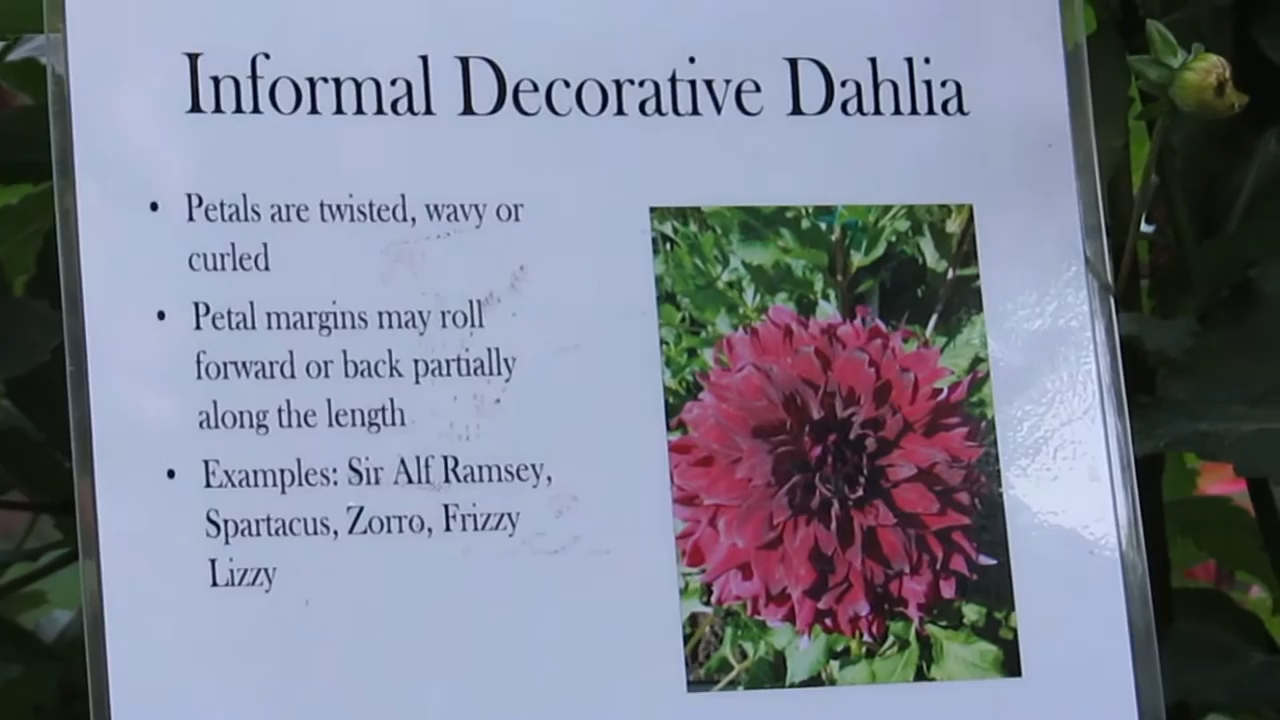 Informal Decorative Dahlia
• Petals are twisted, wavy or
curled
• Petal margins may roll
forward or back partially
along the length
• Examples: Sir Alf Ramsey,
Spartacus, Zorro, Frizzy
Lizzy